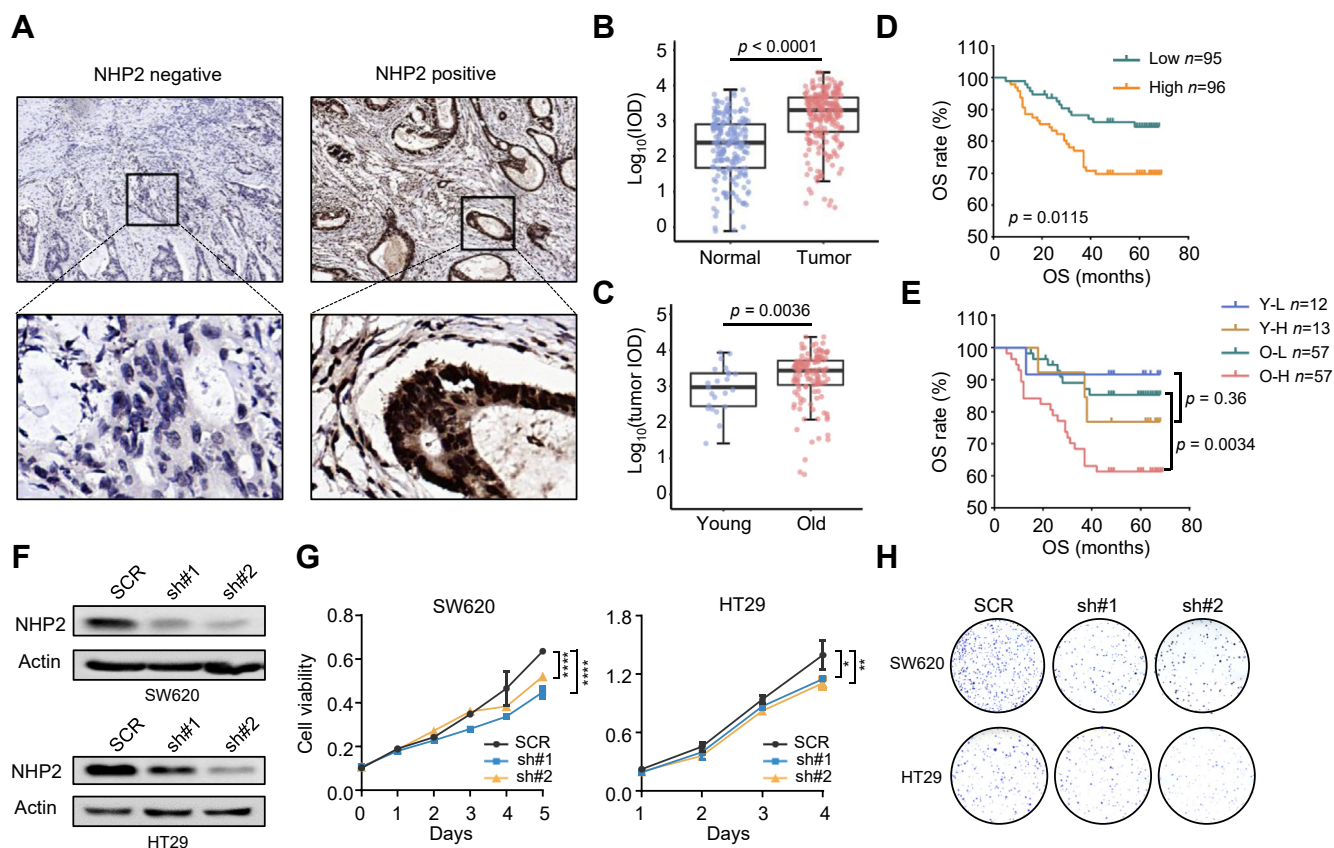 A
NHP2 negative
NHP2 positive
B
p < 0.0001
Log10(IOD)
5
4
3
2
1
0
Normal
Tumor
C
p = 0.0036
Log10(tumor IOD)
5
4
3
2
1
0
Young
Old
D
110
100
90
80
70
60
50
OS rate (%)
Low n=95
High n=96
p = 0.0115
0
20
40
60
80
OS (months)
E
110
100
90
80
70
60
50
OS rate (%)
Y-L n=12
Y-H n=13
O-L n=57
O-H n=57
p = 0.36
p = 0.0034
0
20
40
60
80
OS (months)
F
SCR
sh#1
sh#2
NHP2
Actin
SW620
SCR
sh#1
sh#2
NHP2
Actin
HT29
G
SW620
Cell viability
0.8
0.6
0.4
0.2
0.0
****
****
SCR
sh#1
sh#2
0
1
2
3
4
5
Days
HT29
1.8
1.2
0.6
0.0
*
**
SCR
sh#1
sh#2
1
2
3
4
Days
H
SCR
sh#1
sh#2
SW620
HT29